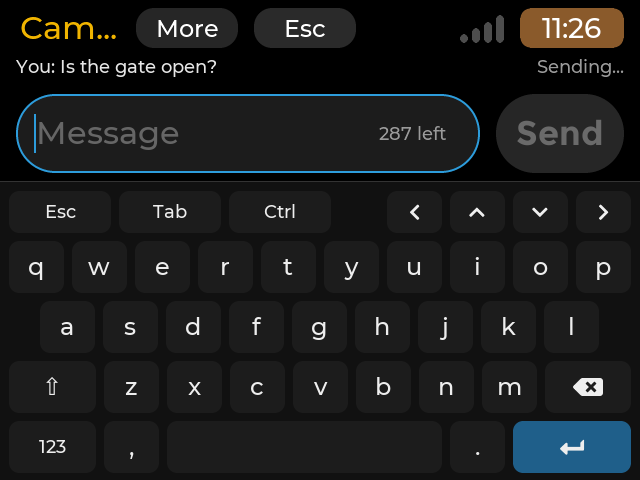 Cam... More Esc 11:26
You: Is the gate open? Sending...
Message 287 left Send
Esc Tab Ctrl
q w e r t y u i o p
a s d f g h j k l
z x c v b n m
123 , .